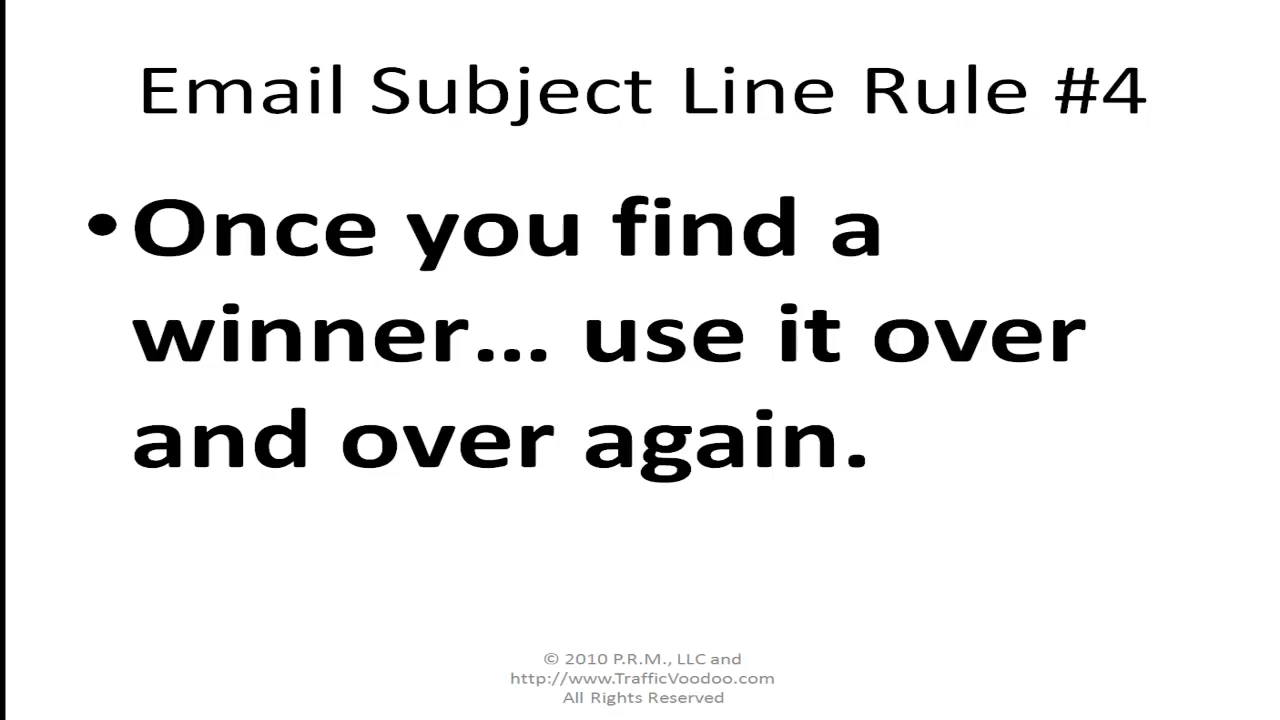 Email Subject Line Rule #4
•Once you find a
winner... use it over
and over again.
© 2010 P.R.M., LLC and
http://www.TrafficVoodoo.com
All Rights Reserved